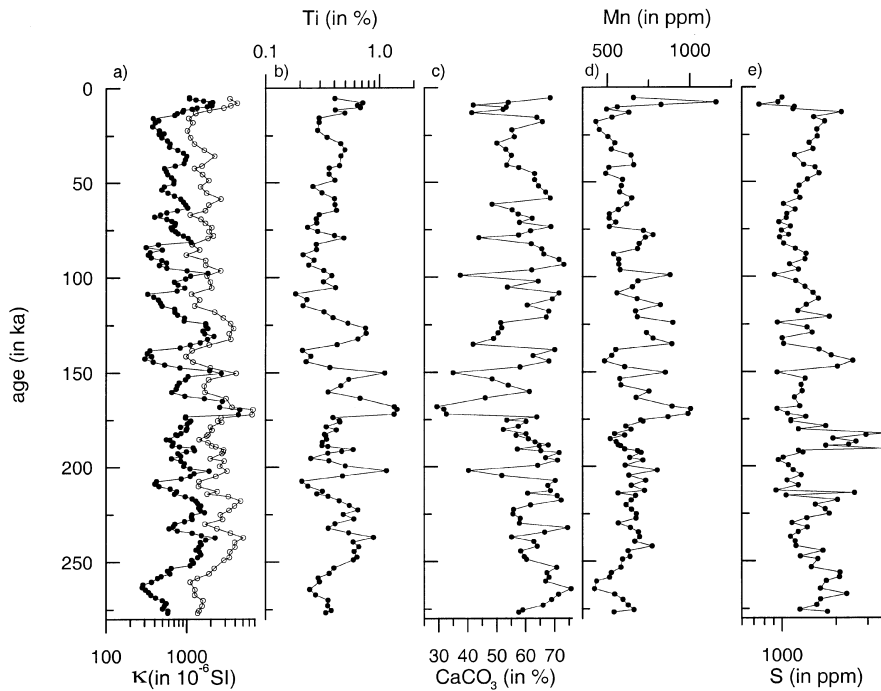 Ti (in %)
Mn (in ppm)
0.1 1.0
500 1000
a) b) c) d) e)
0
50
100
150
200
250
age (in ka)
100 1000
30 40 50 60 70
1000
κ(in 10⁻⁶SI)
CaCO₃ (in %)
S (in ppm)